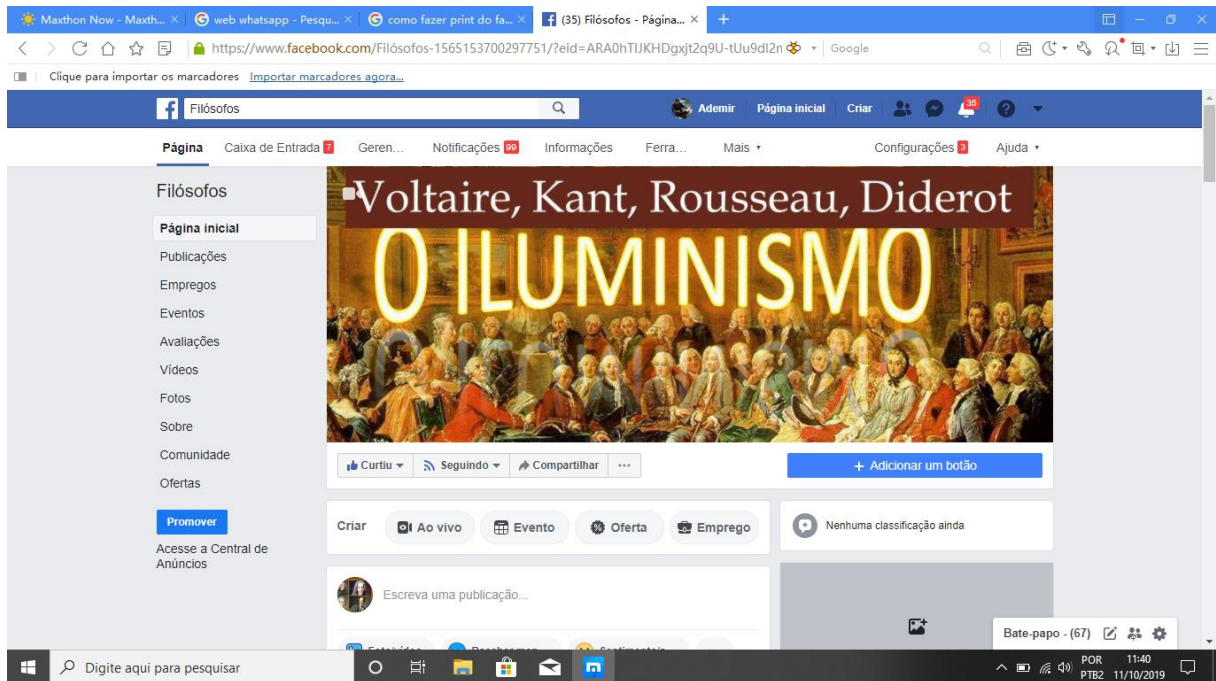 Maxthon Now - Maxth...
web whatsapp - Pesqu...
como fazer print do fa...
(35) Filósofos - Página...
https://www.facebook.com/Filósofos-1565153700297751/?eid=ARA0hTIJKHDgxjt2q9U-tUu9dI2n
Google
Clique para importar os marcadores Importar marcadores agora...
Filósofos
Ademir Página inicial Criar 35
Página Caixa de Entrada 7 Geren... Notificações 99 Informações Ferra... Mais Configurações 3 Ajuda
Filósofos
Página inicial
Publicações
Empregos
Eventos
Avaliações
Vídeos
Fotos
Sobre
Comunidade
Ofertas
Promover
Acesse a Central de
Anúncios
Voltaire, Kant, Rousseau, Diderot
O ILUMINISMO
Curtiu Seguindo Compartilhar ...
+ Adicionar um botão
Criar Ao vivo Evento Oferta Emprego
Nenhuma classificação ainda
Escreva uma publicação...
Bate-papo - (67)
Digite aqui para pesquisar
POR
PTB2
11:40
11/10/2019